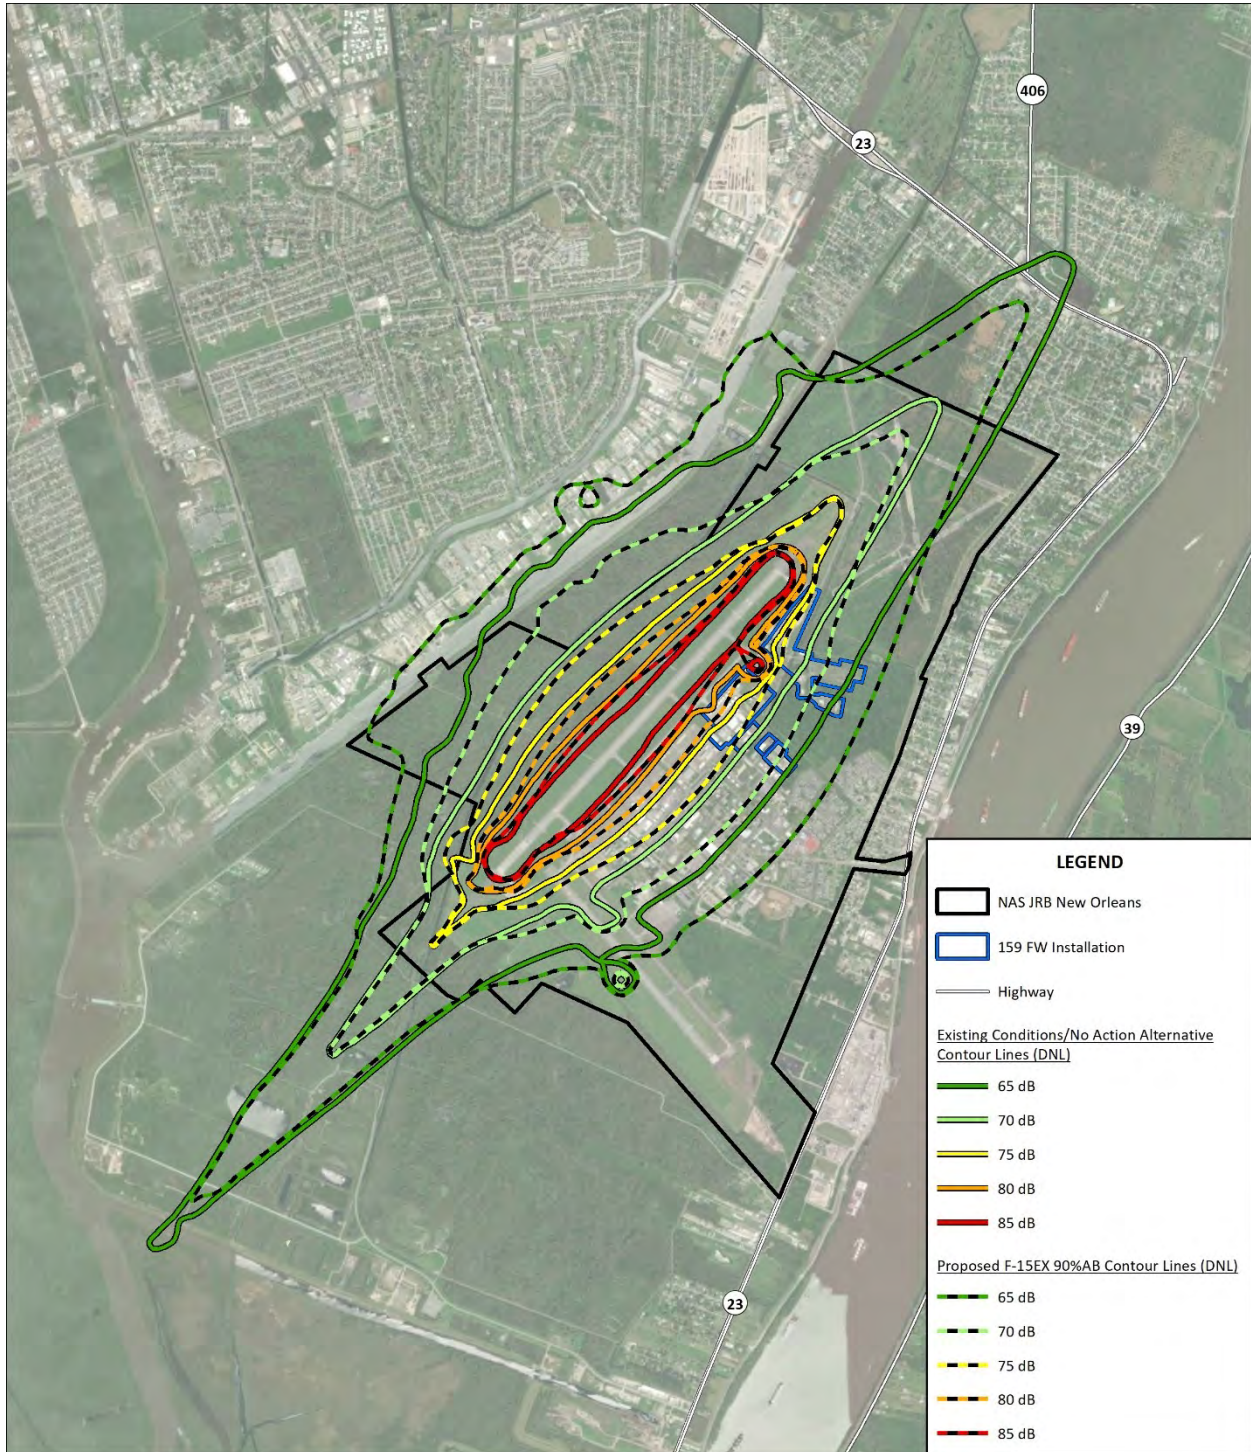 406
23
39
23
LEGEND
NAS JRB New Orleans
159 FW Installation
Highway
Existing Conditions/No Action Alternative
Contour Lines (DNL)
65 dB
70 dB
75 dB
80 dB
85 dB
Proposed F-15EX 90%AB Contour Lines (DNL)
65 dB
70 dB
75 dB
80 dB
85 dB